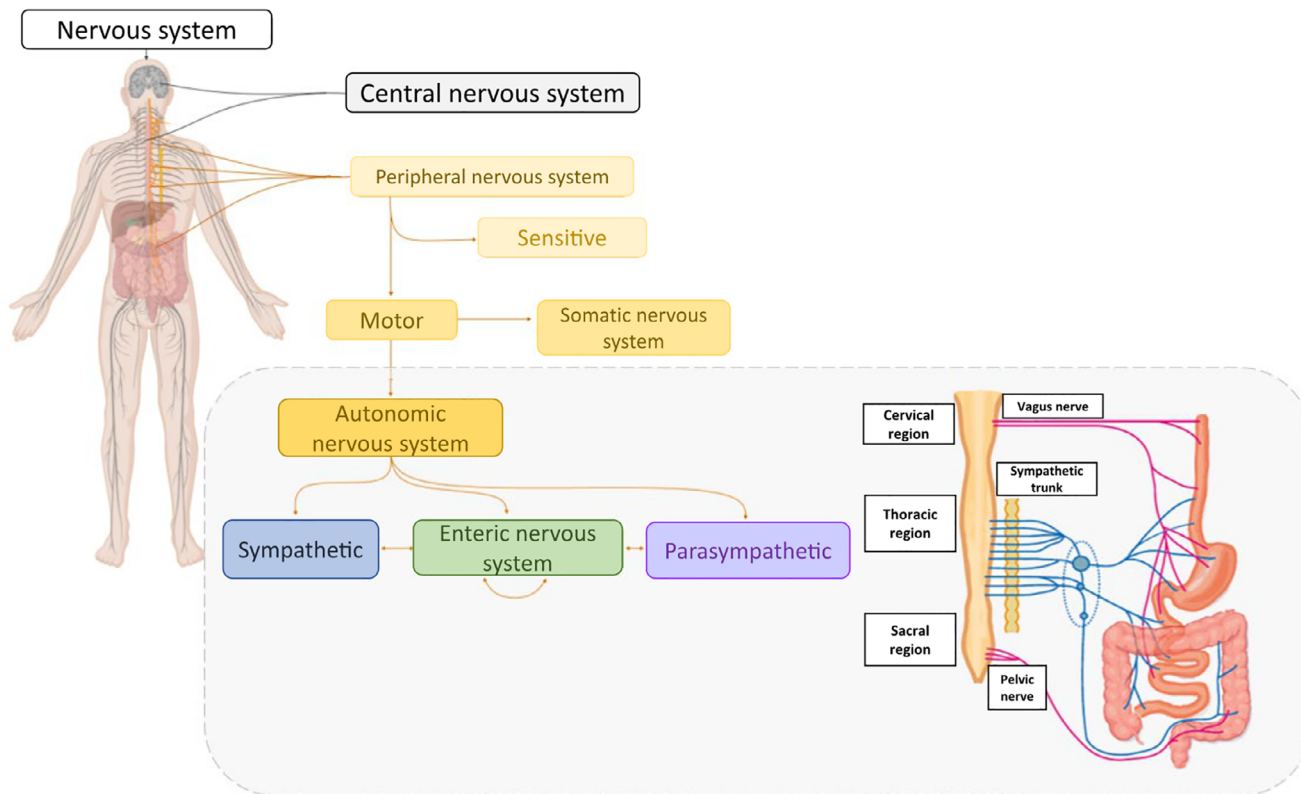 Nervous system
Central nervous system
Peripheral nervous system
Sensitive
Motor
Somatic nervous
system
Autonomic
nervous system
Sympathetic
Enteric nervous
system
Parasympathetic
Cervical
region
Vagus nerve
Sympathetic
trunk
Thoracic
region
Sacral
region
Pelvic
nerve